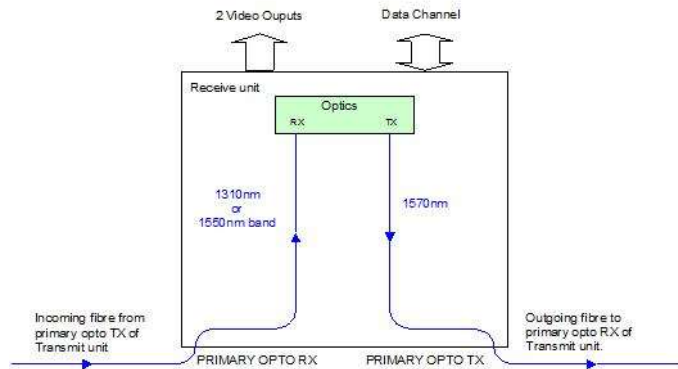 2 Video Ouputs
Data Channel
Receive unit
Optics
RX
TX
1310nm
or
1550nm band
1570nm
Incoming fibre from
primary opto TX of
Transmit unit
Outgoing fibre to
primary opto RX of
Transmit unit.
PRIMARY OPTO RX
PRIMARY OPTO TX